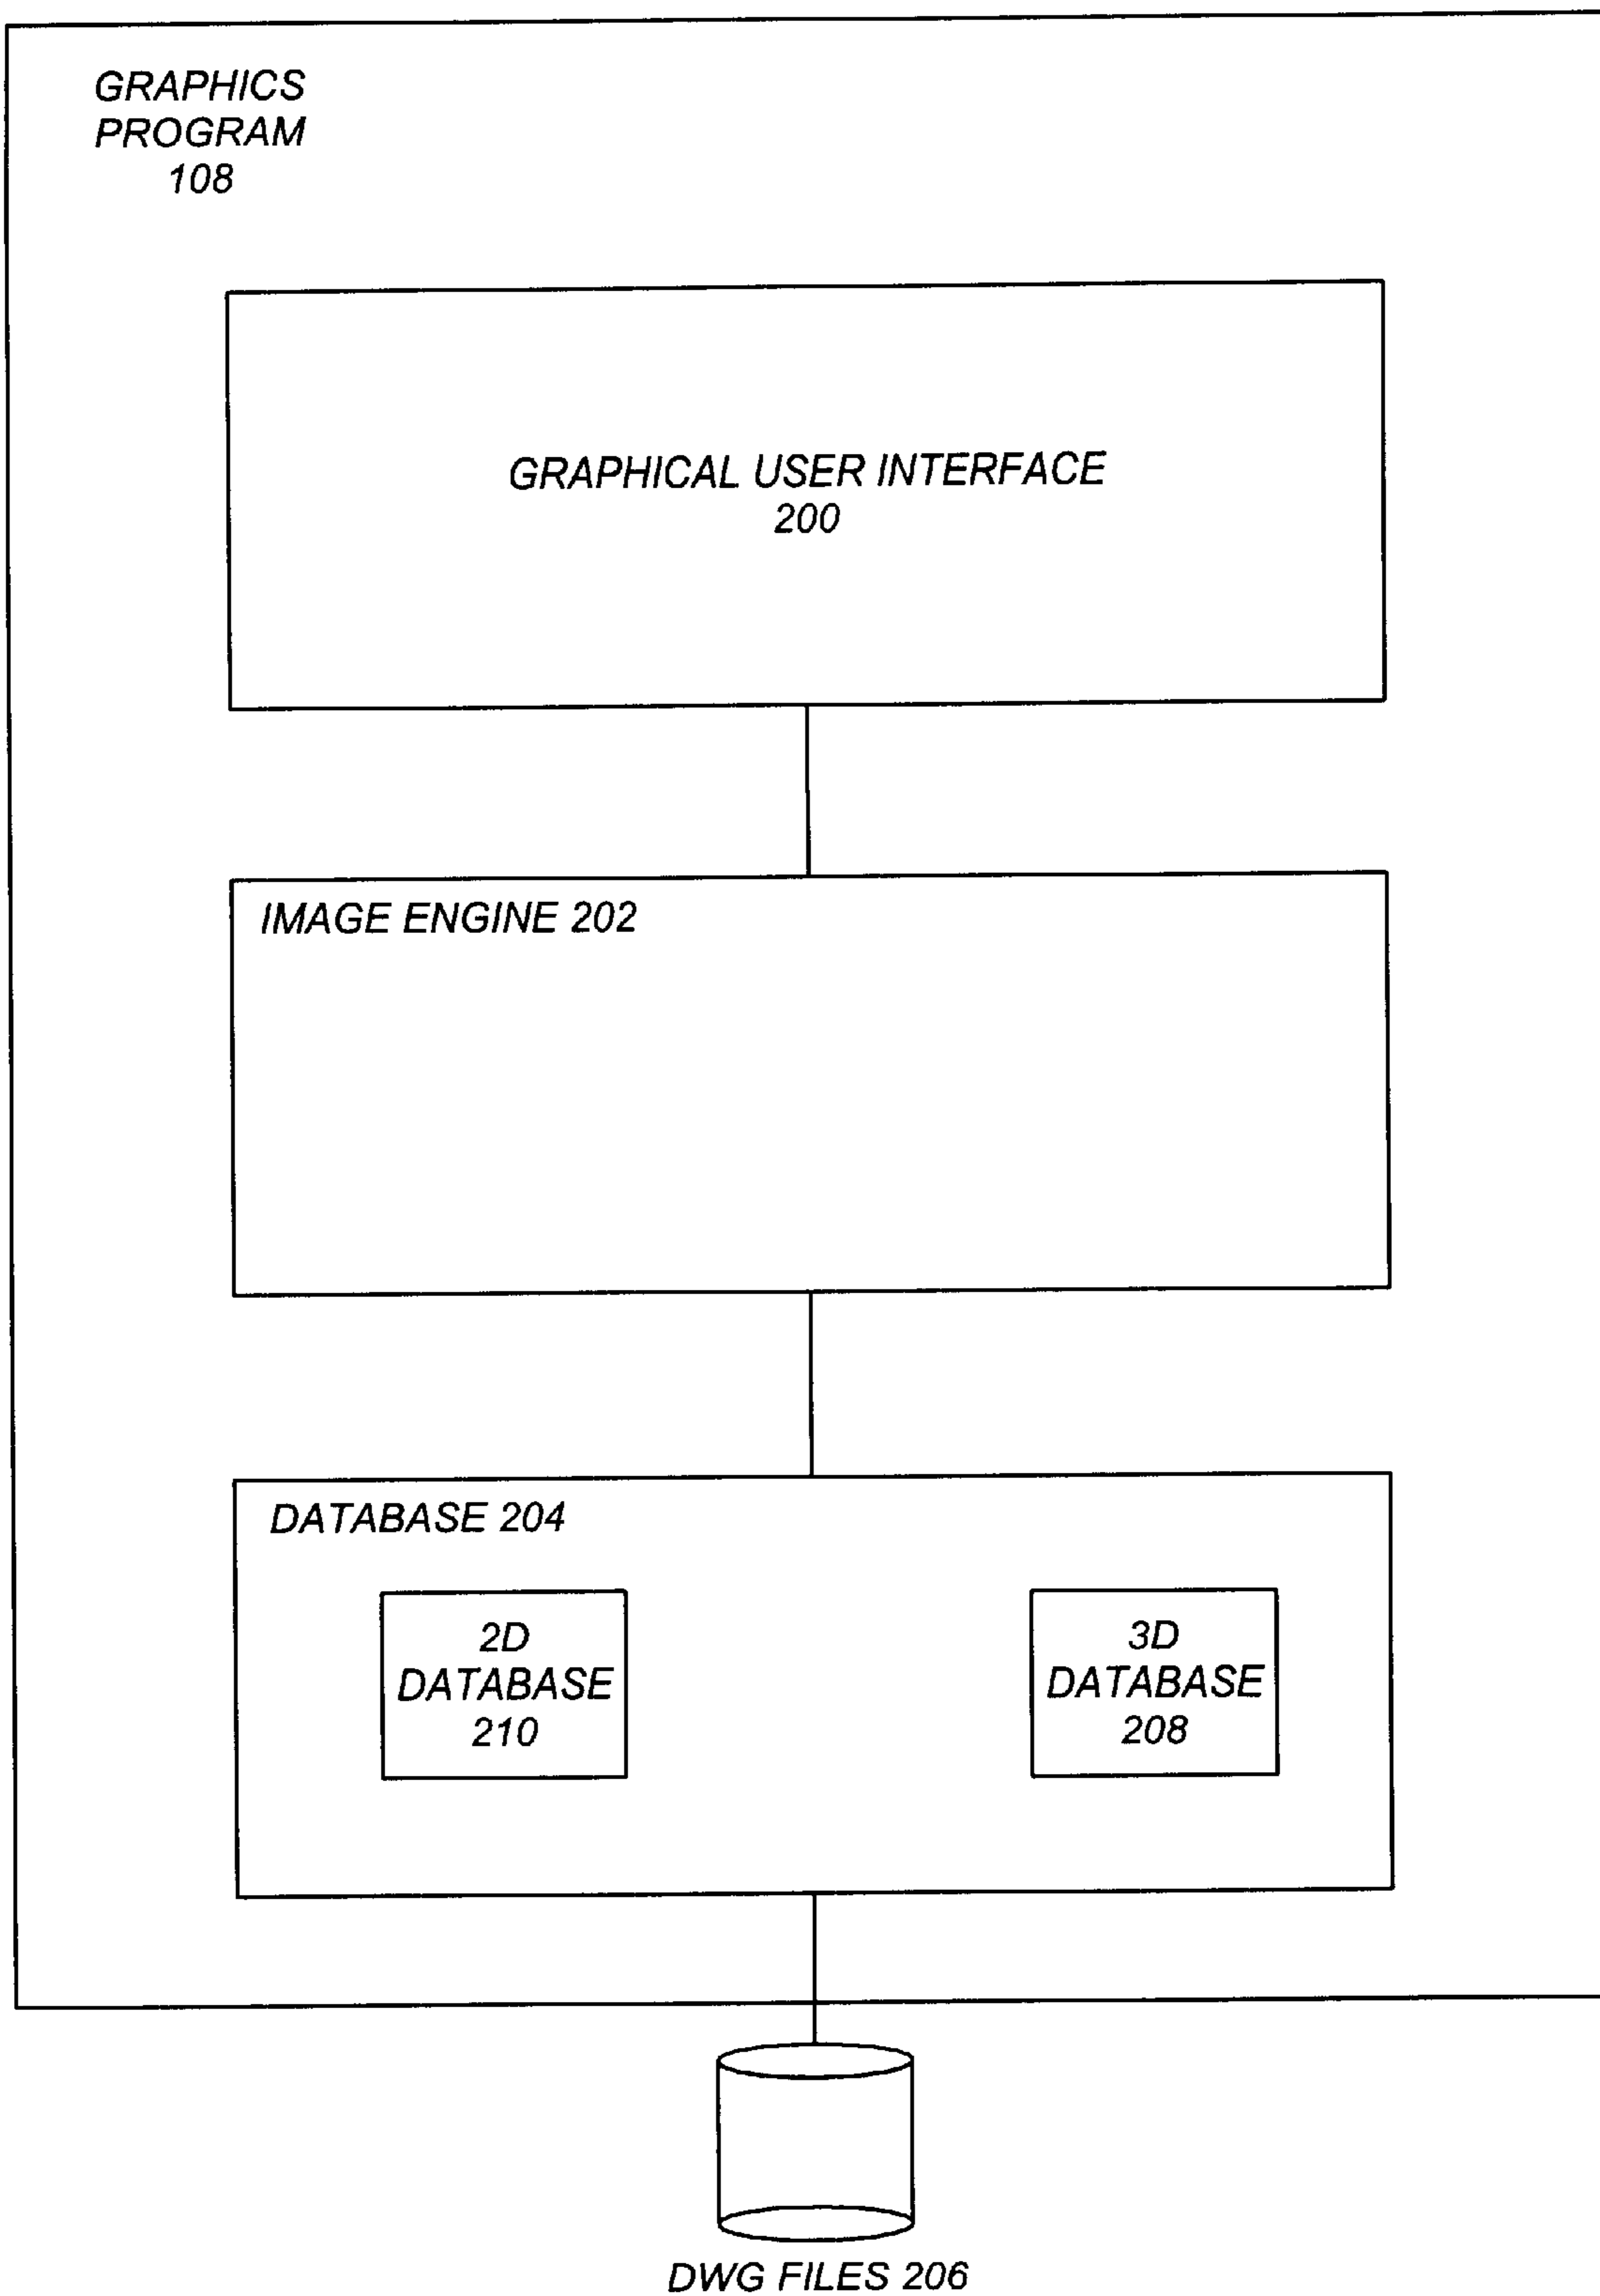 GRAPHICS
PROGRAM
108
GRAPHICAL USER INTERFACE
200
IMAGE ENGINE 202
DATABASE 204
2D
DATABASE
210
3D
DATABASE
208
DWG FILES 206